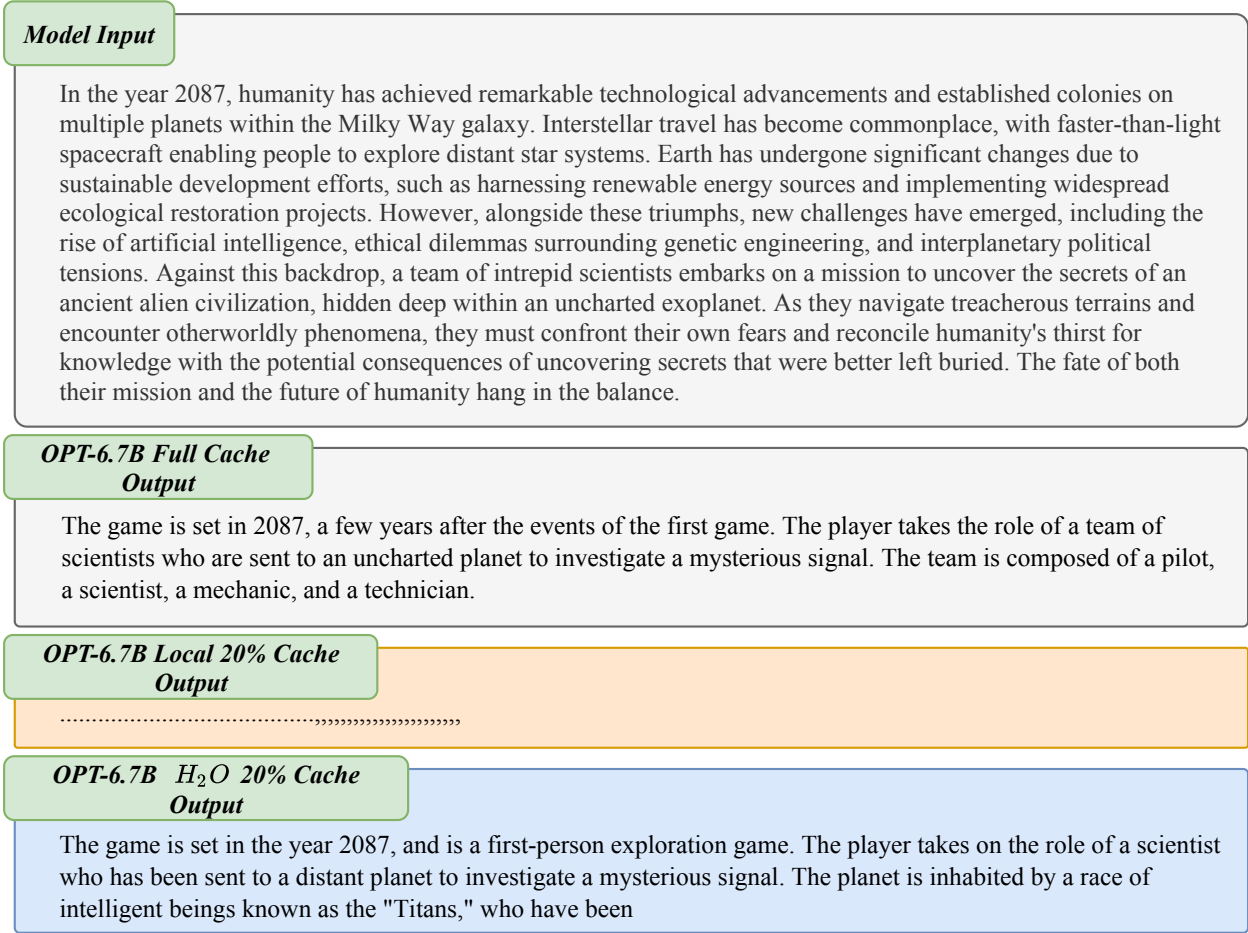 Model Input
In the year 2087, humanity has achieved remarkable technological advancements and established colonies on
multiple planets within the Milky Way galaxy. Interstellar travel has become commonplace, with faster-than-light
spacecraft enabling people to explore distant star systems. Earth has undergone significant changes due to
sustainable development efforts, such as harnessing renewable energy sources and implementing widespread
ecological restoration projects. However, alongside these triumphs, new challenges have emerged, including the
rise of artificial intelligence, ethical dilemmas surrounding genetic engineering, and interplanetary political
tensions. Against this backdrop, a team of intrepid scientists embarks on a mission to uncover the secrets of an
ancient alien civilization, hidden deep within an uncharted exoplanet. As they navigate treacherous terrains and
encounter otherworldly phenomena, they must confront their own fears and reconcile humanity's thirst for
knowledge with the potential consequences of uncovering secrets that were better left buried. The fate of both
their mission and the future of humanity hang in the balance.
OPT-6.7B Full Cache
Output
The game is set in 2087, a few years after the events of the first game. The player takes the role of a team of
scientists who are sent to an uncharted planet to investigate a mysterious signal. The team is composed of a pilot,
a scientist, a mechanic, and a technician.
OPT-6.7B Local 20% Cache
Output
........................................,,,,,,,,,,,,,,,,,,,,,,,
OPT-6.7B H₂O 20% Cache
Output
The game is set in the year 2087, and is a first-person exploration game. The player takes on the role of a scientist
who has been sent to a distant planet to investigate a mysterious signal. The planet is inhabited by a race of
intelligent beings known as the "Titans," who have been